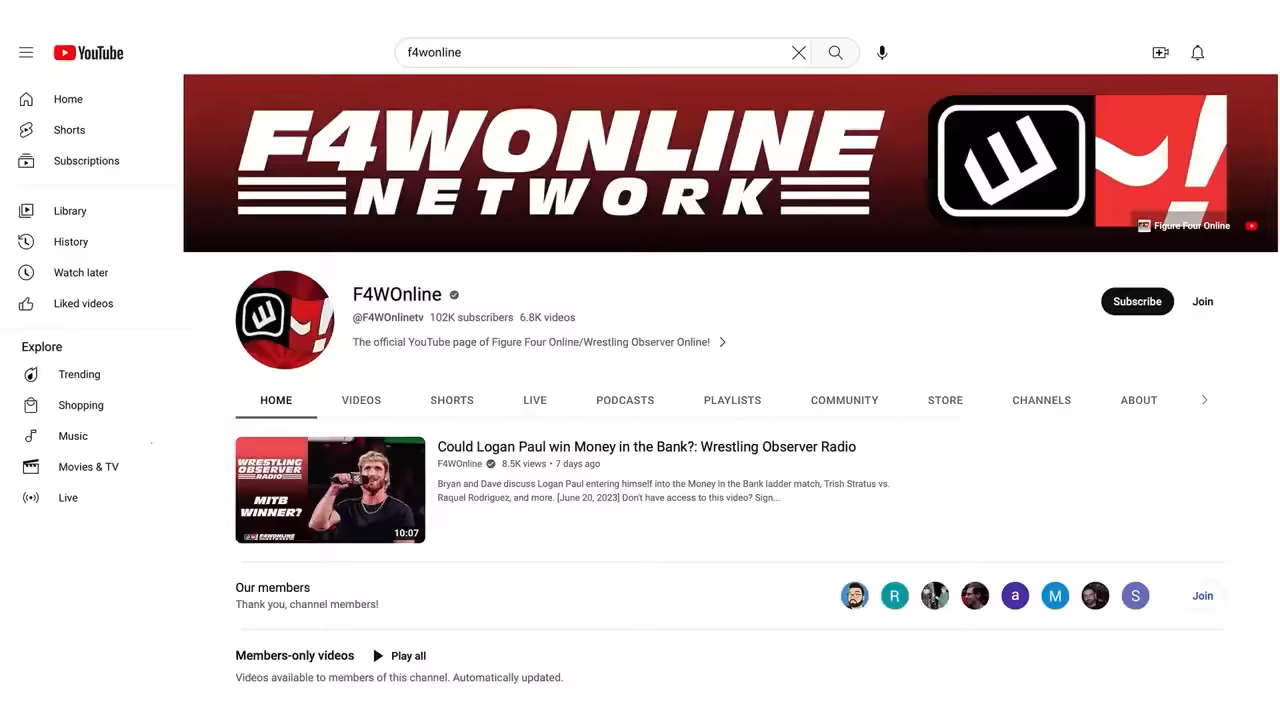 YouTube
f4wonline
Home
Shorts
Subscriptions
Library
History
Watch later
Liked videos
Explore
Trending
Shopping
Music
Movies & TV
Live
F4WONLINE
NETWORK
Figure Four Online
F4WOnline
@F4WOnlinetv 102K subscribers 6.8K videos
The official YouTube page of Figure Four Online/Wrestling Observer Online!
Subscribe
Join
HOME VIDEOS SHORTS LIVE PODCASTS PLAYLISTS COMMUNITY STORE CHANNELS ABOUT
WRESTLING
OBSERVER
RADIO
MITB
WINNER?
F4WONLINE
10:07
Could Logan Paul win Money in the Bank?: Wrestling Observer Radio
F4WOnline 8.5K views • 7 days ago
Bryan and Dave discuss Logan Paul entering himself into the Money in the Bank ladder match, Trish Stratus vs.
Raquel Rodriguez, and more. [June 20, 2023] Don't have access to this video? Sign...
Our members
Thank you, channel members!
R
a
M
S
Join
Members-only videos
Play all
Videos available to members of this channel. Automatically updated.